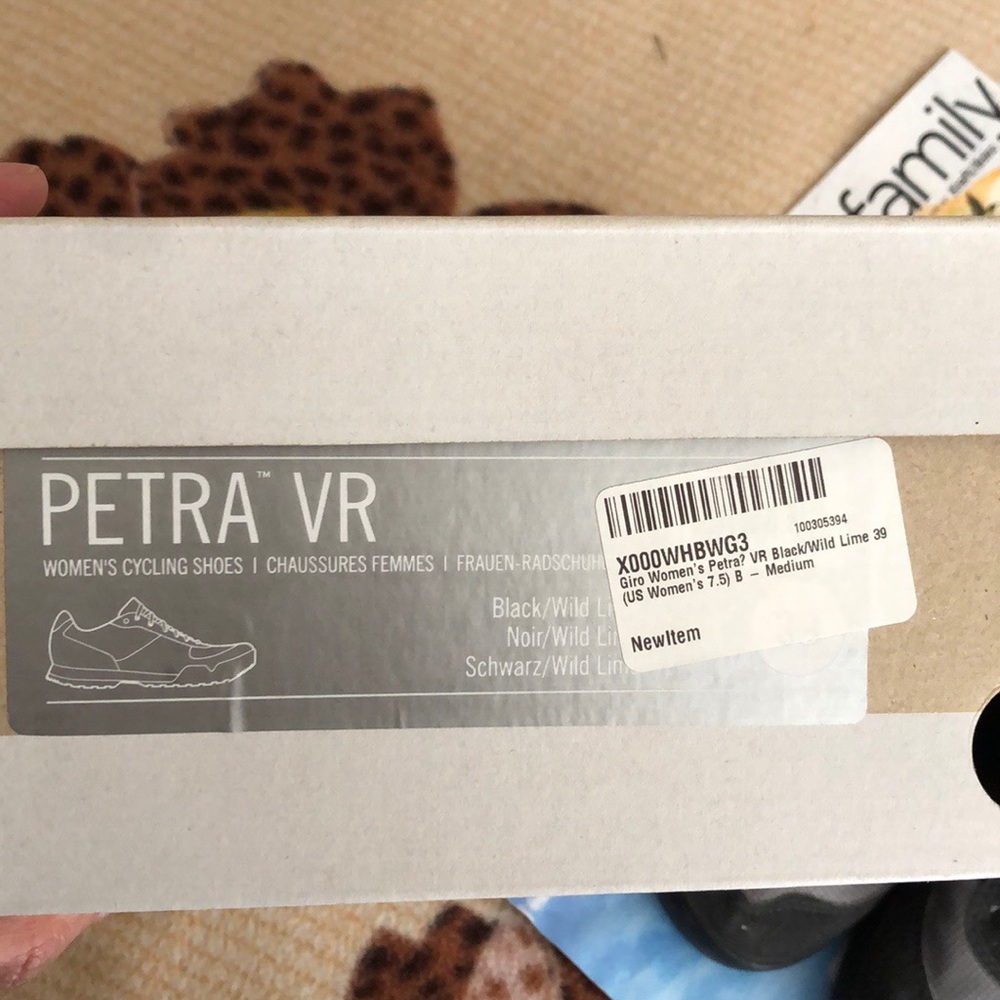 family
PETRA™ VR
WOMEN'S CYCLING SHOES | CHAUSSURES FEMMES | FRAUEN-RADSCHUH
Black/Wild Li
Noir/Wild Li
Schwarz/Wild Lim
100305394
X000WHBWG3
Giro Women's Petra? VR Black/Wild Lime 39
(US Women's 7.5) B – Medium
NewItem